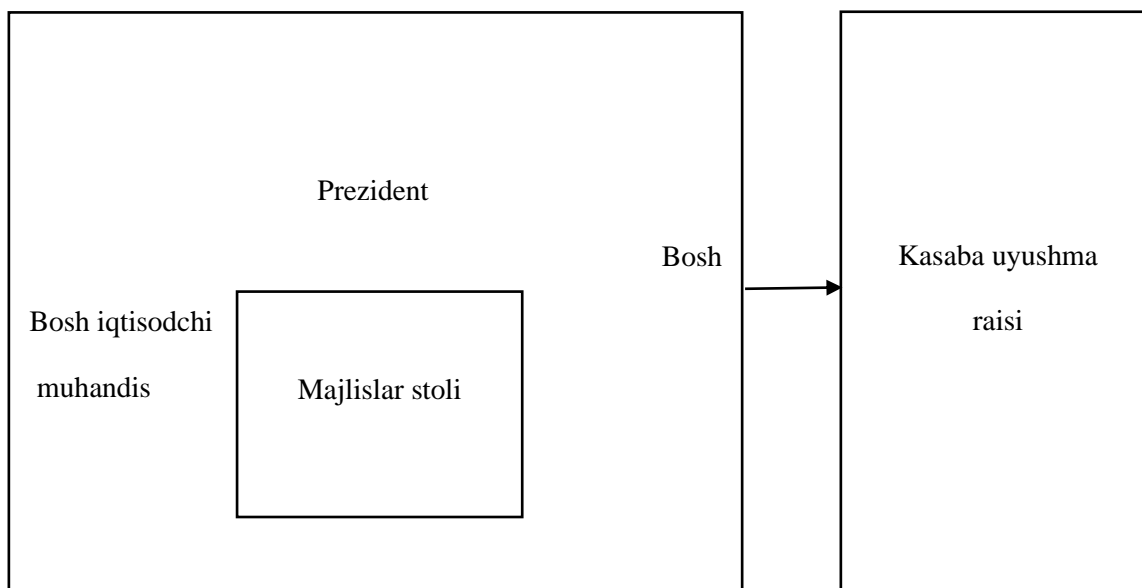 Prezident
Bosh
Bosh iqtisodchi
muhandis
Majlislar stoli
Kasaba uyushma
raisi